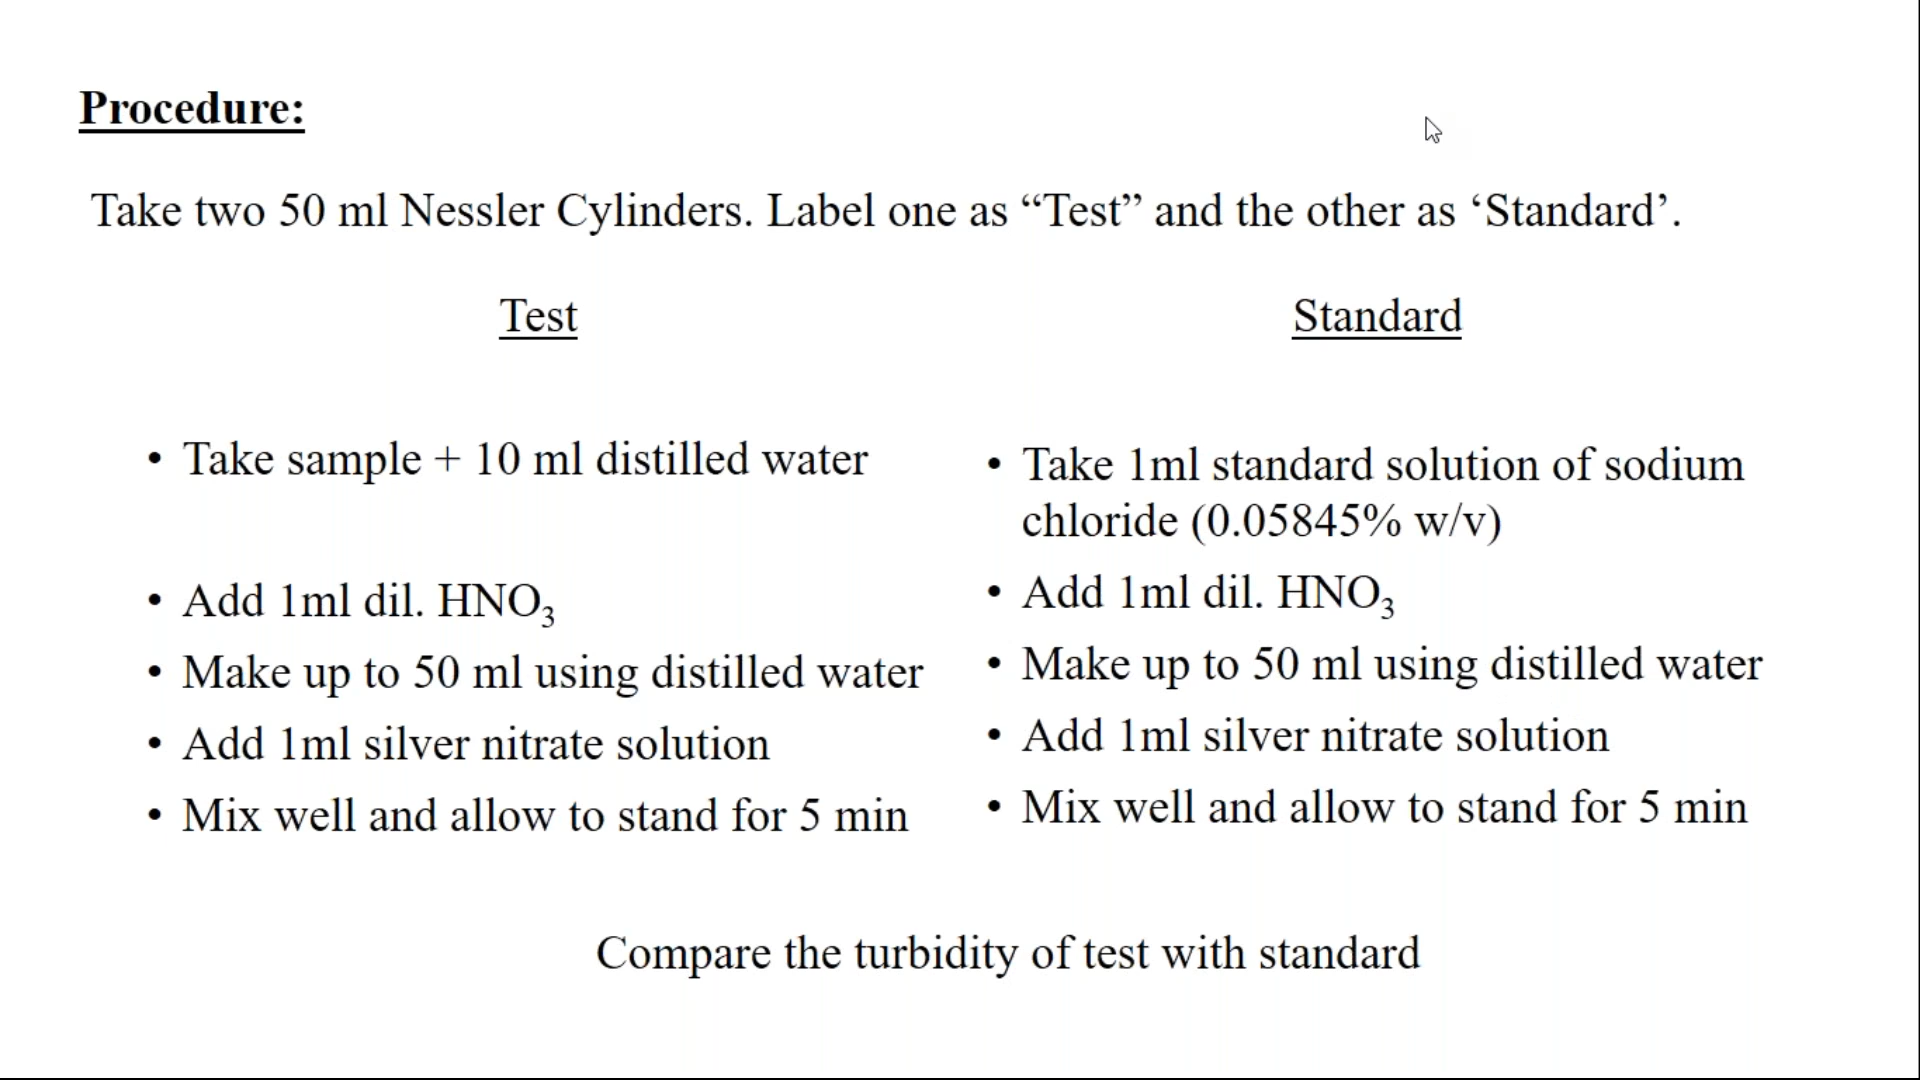 Procedure:
Take two 50 ml Nessler Cylinders. Label one as “Test” and the other as ‘Standard’.
Test
• Take sample + 10 ml distilled water
• Add 1ml dil. HNO₃
• Make up to 50 ml using distilled water
• Add 1ml silver nitrate solution
• Mix well and allow to stand for 5 min
Standard
• Take 1ml standard solution of sodium
chloride (0.05845% w/v)
• Add 1ml dil. HNO₃
• Make up to 50 ml using distilled water
• Add 1ml silver nitrate solution
• Mix well and allow to stand for 5 min
Compare the turbidity of test with standard